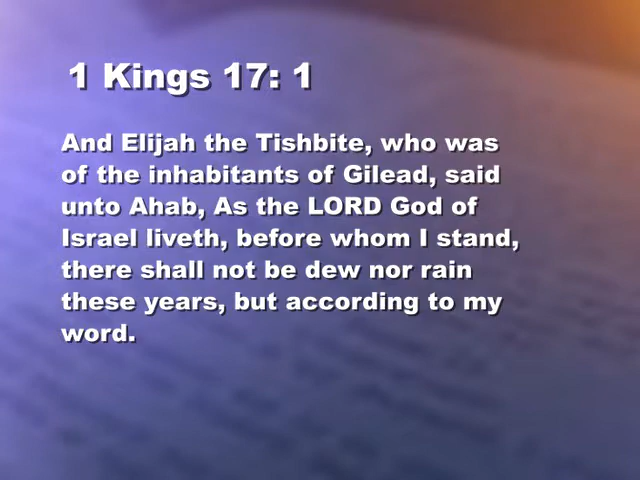 1 Kings 17: 1
And Elijah the Tishbite, who was
of the inhabitants of Gilead, said
unto Ahab, As the LORD God of
Israel liveth, before whom I stand,
there shall not be dew nor rain
these years, but according to my
word.